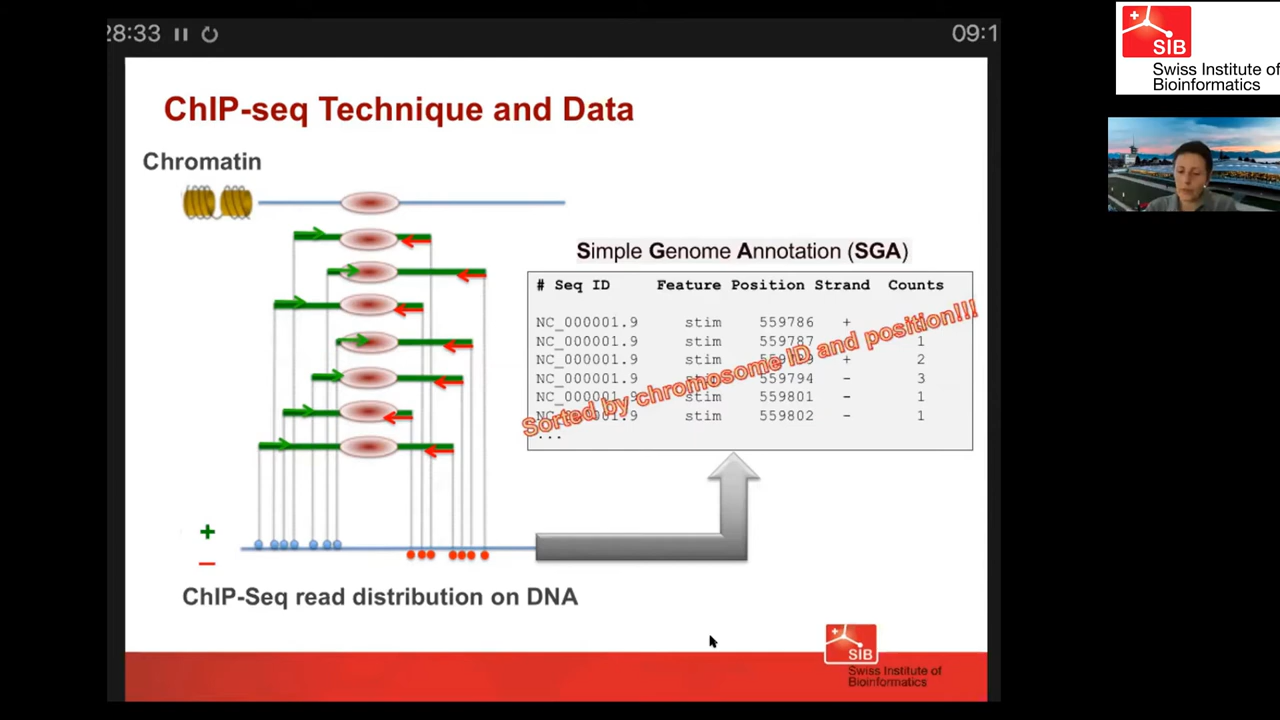 28:33
09:1
SIB
Swiss Institute of
Bioinformatics
ChIP-seq Technique and Data
Chromatin
Simple Genome Annotation (SGA)
# Seq ID Feature Position Strand Counts
NC_000001.9 stim 559786 +
NC_000001.9 stim 559787 1
NC_000001.9 stim + 2
NC_000001.9 559794 - 3
NC_000001.9 stim 559801 - 1
NC_000001.9 stim 559802 - 1
...
Sorted by chromosome ID and position!!!
+
−
ChIP-Seq read distribution on DNA
SIB
Swiss Institute of
Bioinformatics